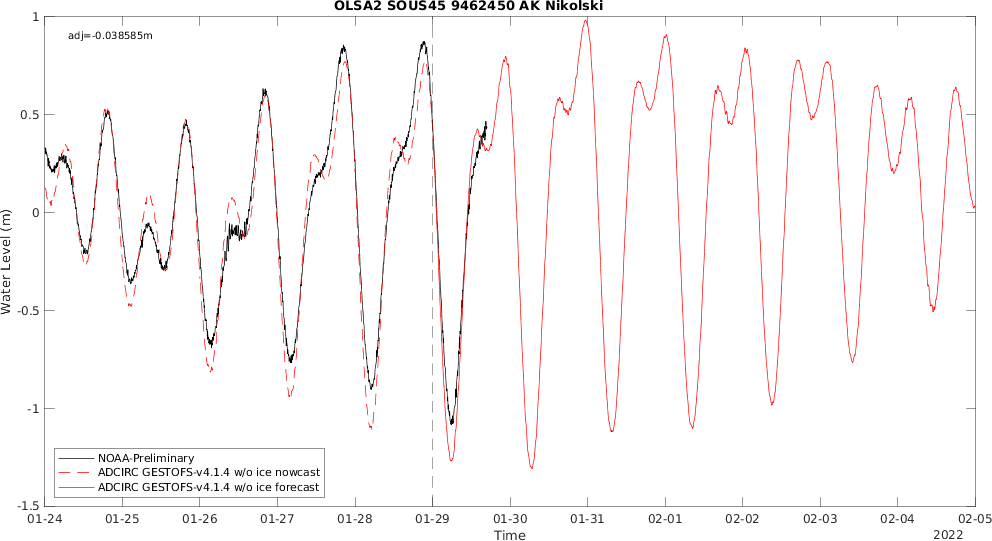 OLSA2 SOUS45 9462450 AK Nikolski
adj=-0.038585m
1
0.5
0
-0.5
-1
-1.5
Water Level (m)
NOAA-Preliminary
ADCIRC GESTOFS-v4.1.4 w/o ice nowcast
ADCIRC GESTOFS-v4.1.4 w/o ice forecast
01-24 01-25 01-26 01-27 01-28 01-29 01-30 01-31 02-01 02-02 02-03 02-04 02-05
Time
2022